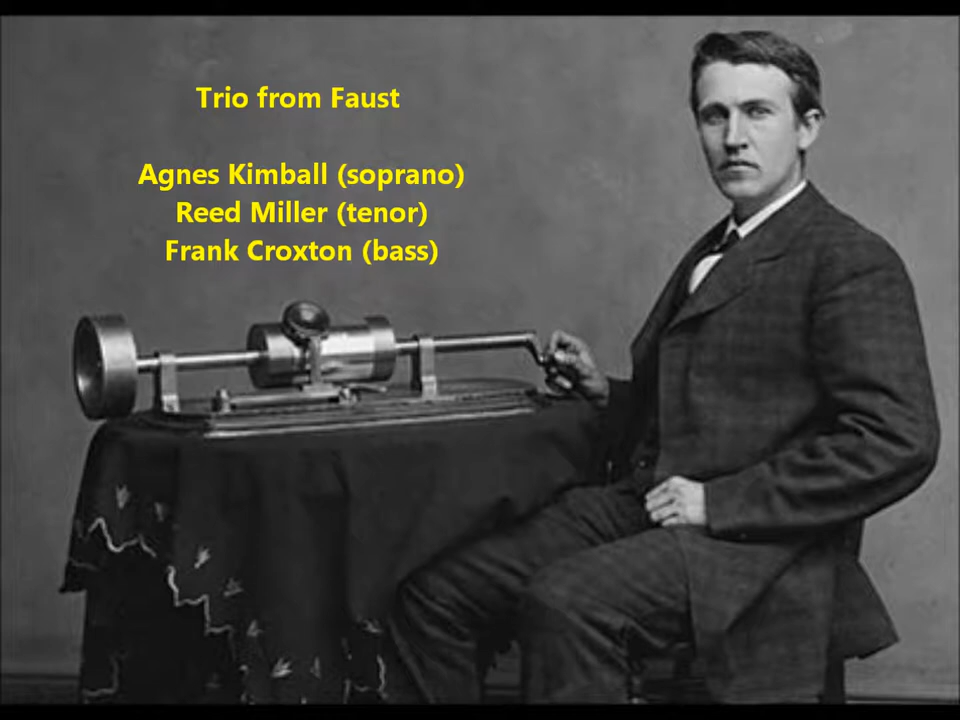 Trio from Faust
Agnes Kimball (soprano)
Reed Miller (tenor)
Frank Croxton (bass)